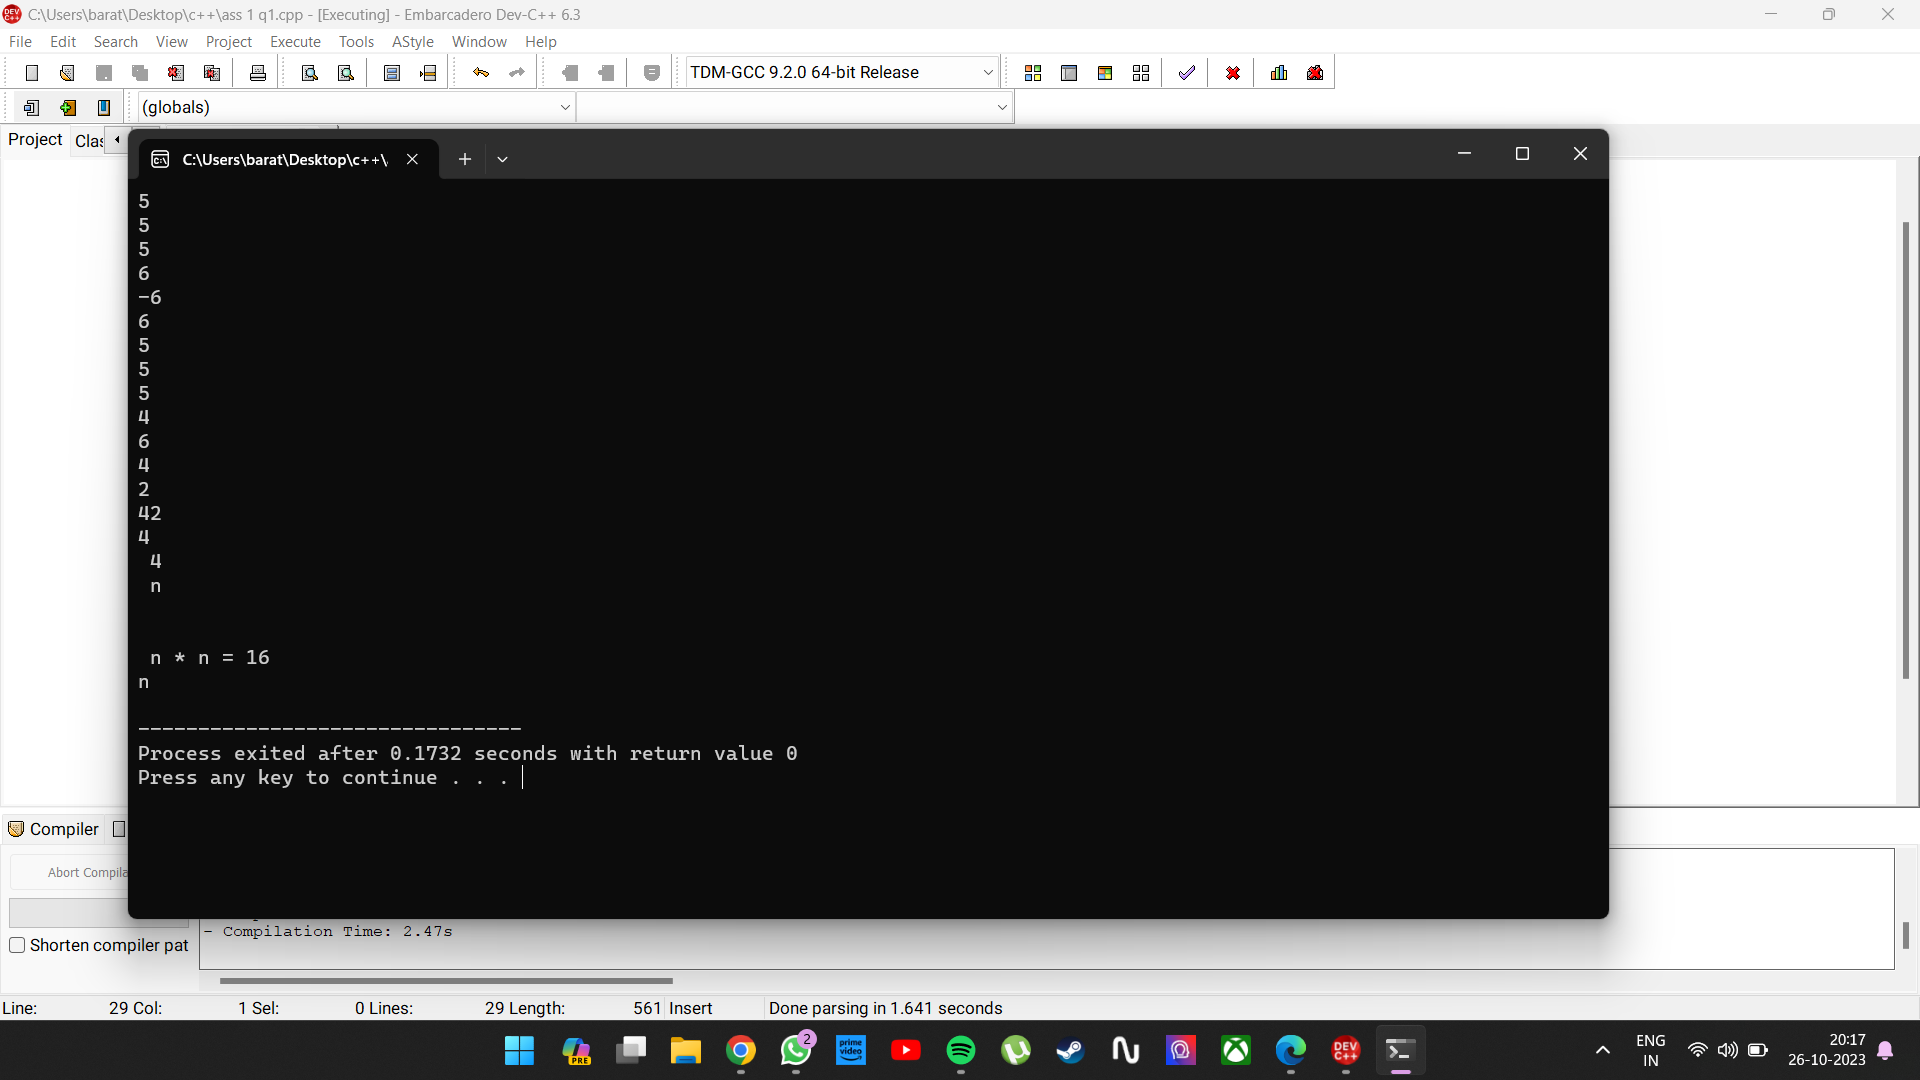 C:\Users\barat\Desktop\c++\ass 1 q1.cpp - [Executing] - Embarcadero Dev-C++ 6.3
File Edit Search View Project Execute Tools AStyle Window Help
TDM-GCC 9.2.0 64-bit Release
(globals)
Project Clas
C:\Users\barat\Desktop\c++\
5
5
5
6
-6
6
5
5
5
4
6
4
2
42
4
4
n
n * n = 16
n
--------------------------------
Process exited after 0.1732 seconds with return value 0
Press any key to continue . . .
Compiler
Abort Compila
- Compilation Time: 2.47s
Shorten compiler pat
Line: 29 Col: 1 Sel: 0 Lines: 29 Length: 561 Insert Done parsing in 1.641 seconds
PRE
2
prime video
DEV C++
ENG
IN
20:17
26-10-2023